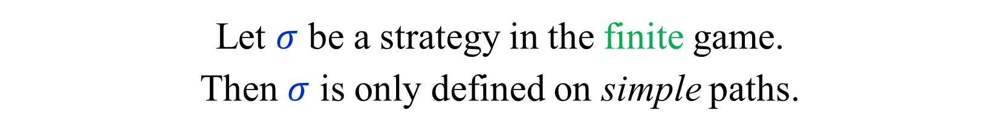 Let σ be a strategy in the finite game.
Then σ is only defined on simple paths.